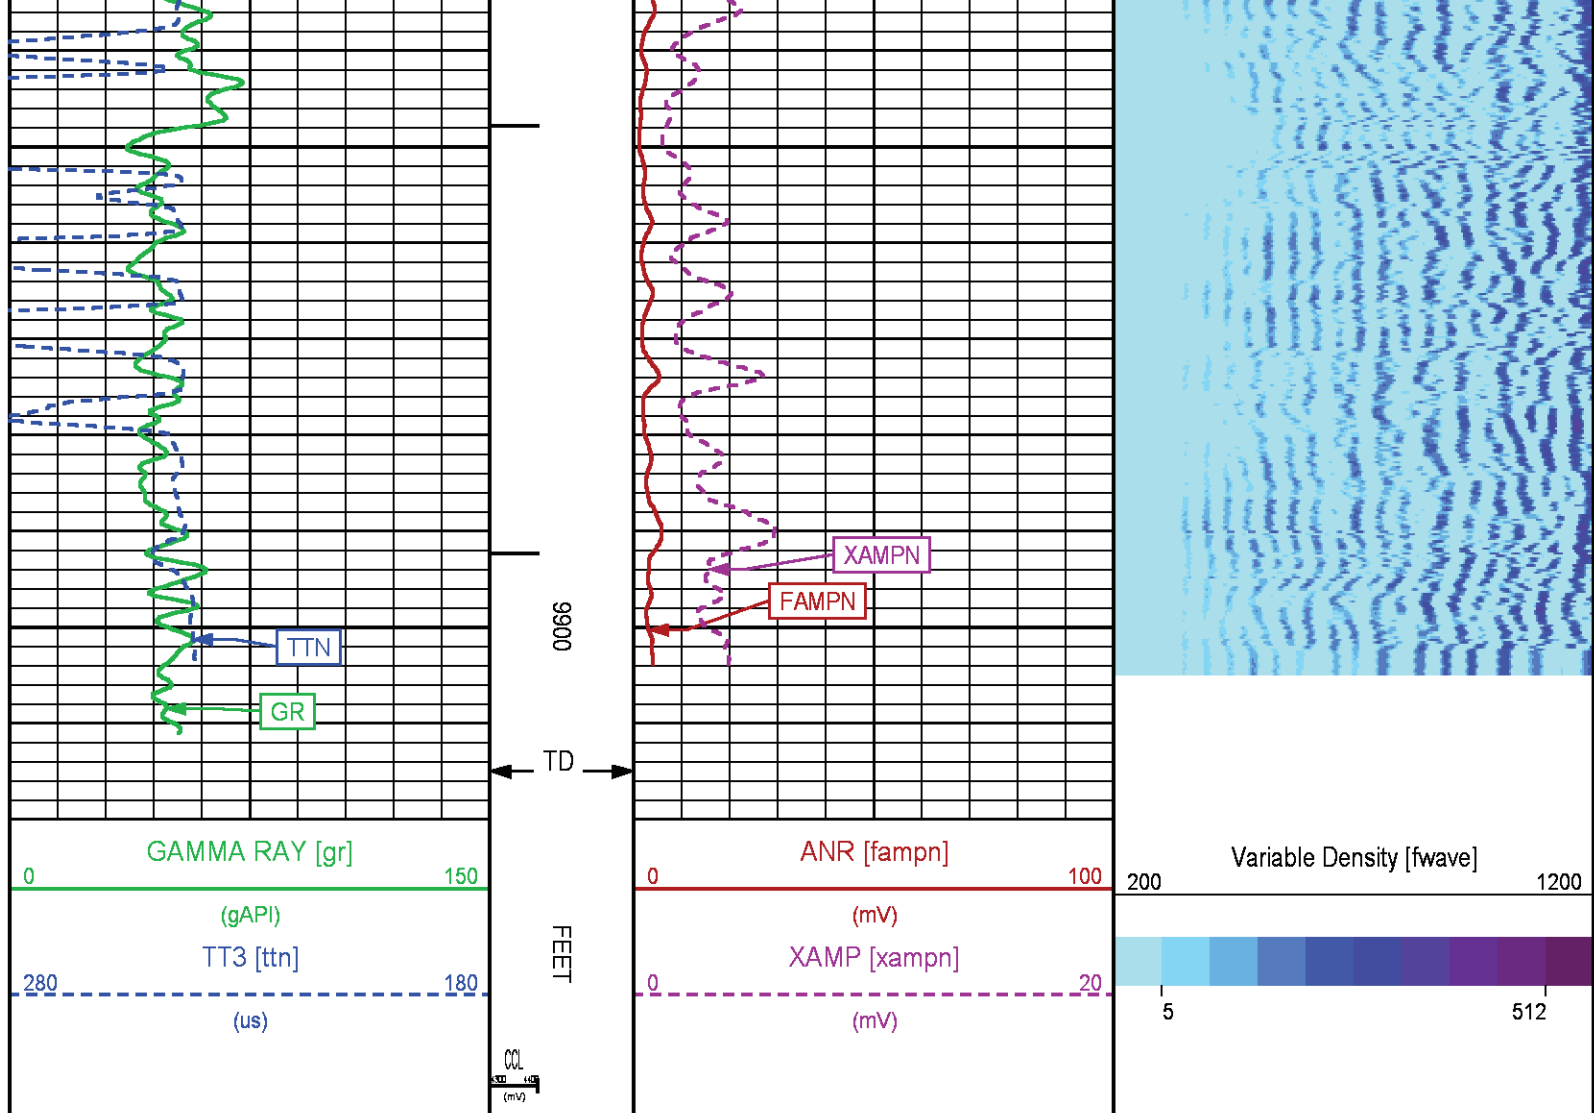 XAMPN
FAMPN
9900
TTN
GR
TD
GAMMA RAY [gr]
0 150
(gAPI)
TT3 [ttn]
280 180
(us)
FEET
CCL
(mV)
ANR [fampn]
0 100
(mV)
XAMP [xampn]
0 20
(mV)
Variable Density [fwave]
200 1200
5 512